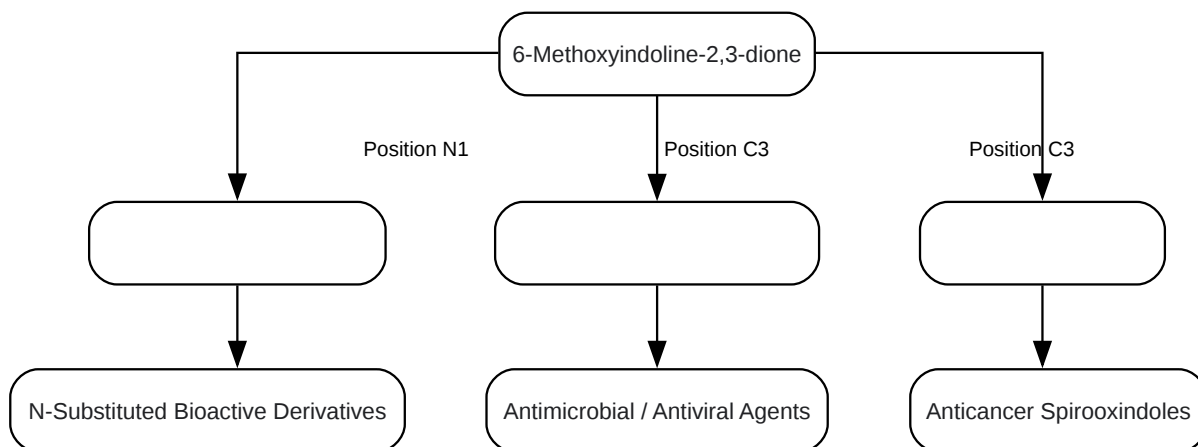 6-Methoxyindoline-2,3-dione
Position N1
Position C3
Position C3
N-Substituted Bioactive Derivatives
Antimicrobial / Antiviral Agents
Anticancer Spirooxindoles